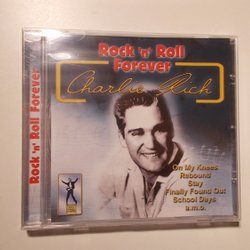 Rock 'n' Roll
Forever
Charlie Rich
On My Knees
Rebound
Stay
Finally Found Out
School Days
a.m.o.
Rock 'n' Roll Forever